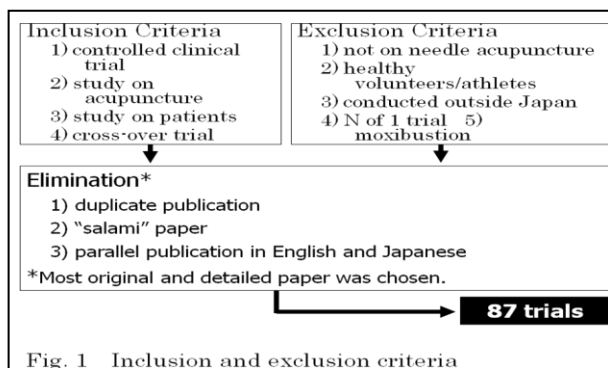 Inclusion Criteria
1) controlled clinical
trial
2) study on
acupuncture
3) study on patients
4) cross-over trial
Exclusion Criteria
1) not on needle acupuncture
2) healthy
volunteers/athletes
3) conducted outside Japan
4) N of 1 trial 5)
moxibustion
Elimination*
1) duplicate publication
2) "salami" paper
3) parallel publication in English and Japanese
*Most original and detailed paper was chosen.
87 trials
Fig. 1 Inclusion and exclusion criteria